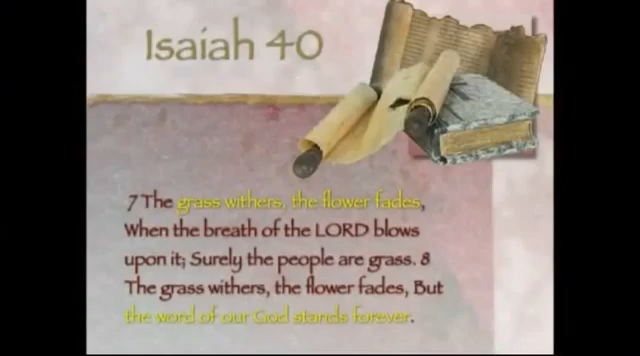 Isaiah 40
7 The grass withers, the flower fades,
When the breath of the LORD blows
upon it; Surely the people are grass. 8
The grass withers, the flower fades, But
the word of our God stands forever.